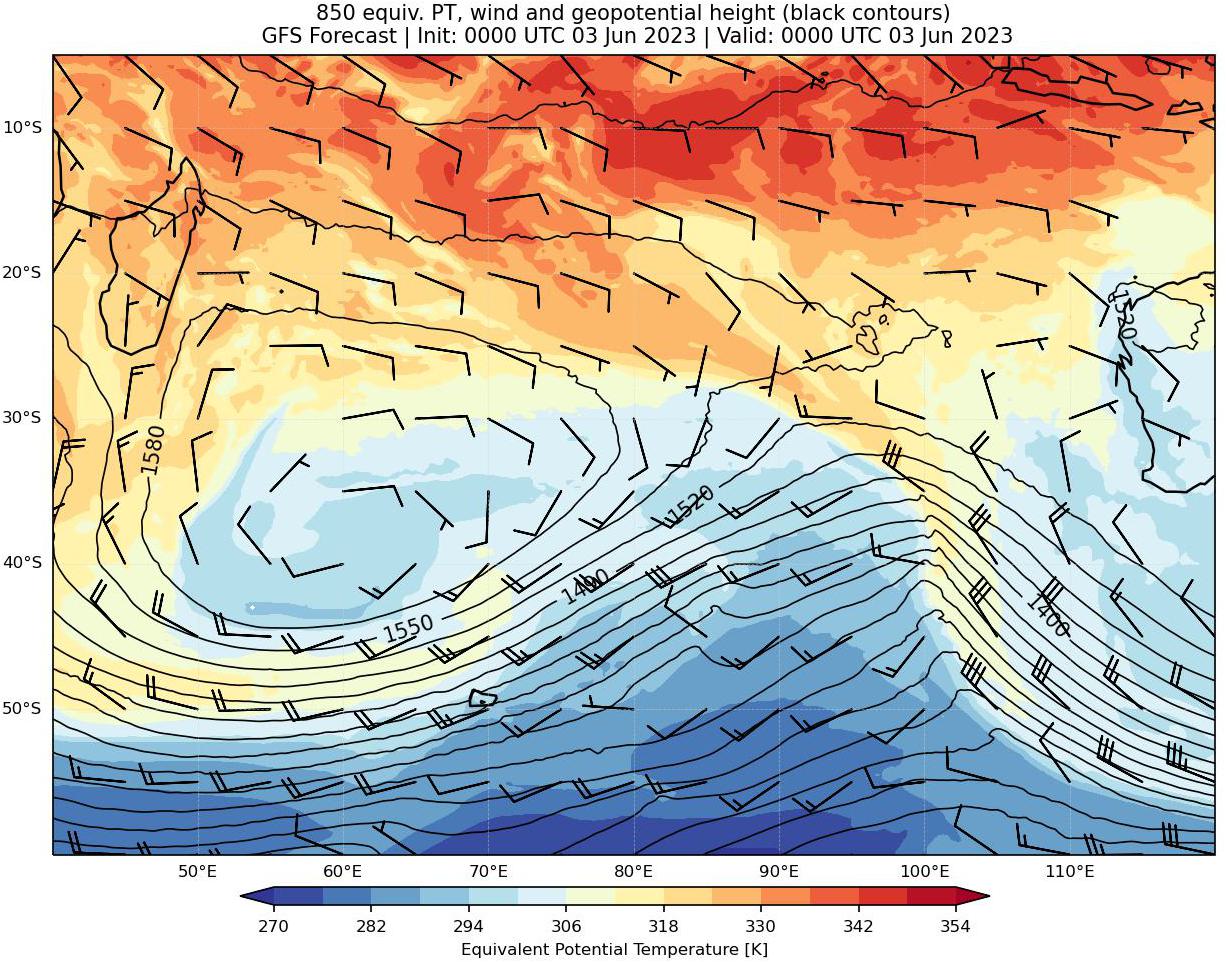 850 equiv. PT, wind and geopotential height (black contours)
GFS Forecast | Init: 0000 UTC 03 Jun 2023 | Valid: 0000 UTC 03 Jun 2023
10°S
20°S
1520
30°S
1580
1520
40°S
1490
1400
1550
50°S
50°E 60°E 70°E 80°E 90°E 100°E 110°E
270 282 294 306 318 330 342 354
Equivalent Potential Temperature [K]